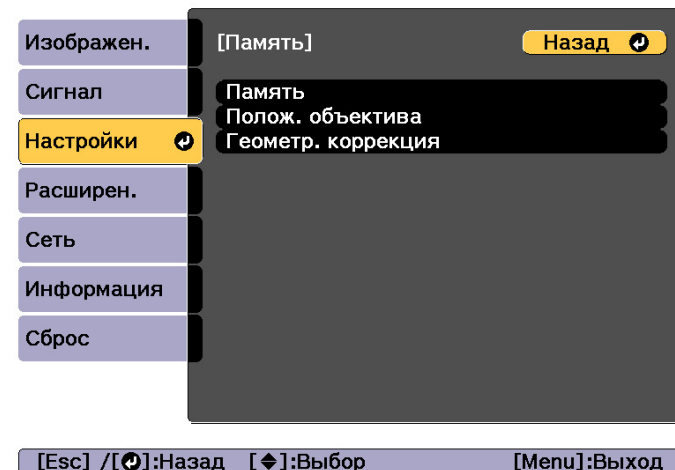 Изображен.
Сигнал
Настройки
Расширен.
Сеть
Информация
Сброс
[Память]
Назад
Память
Полож. объектива
Геометр. коррекция
[Esc] /[]:Назад [◆]:Выбор [Menu]:Выход